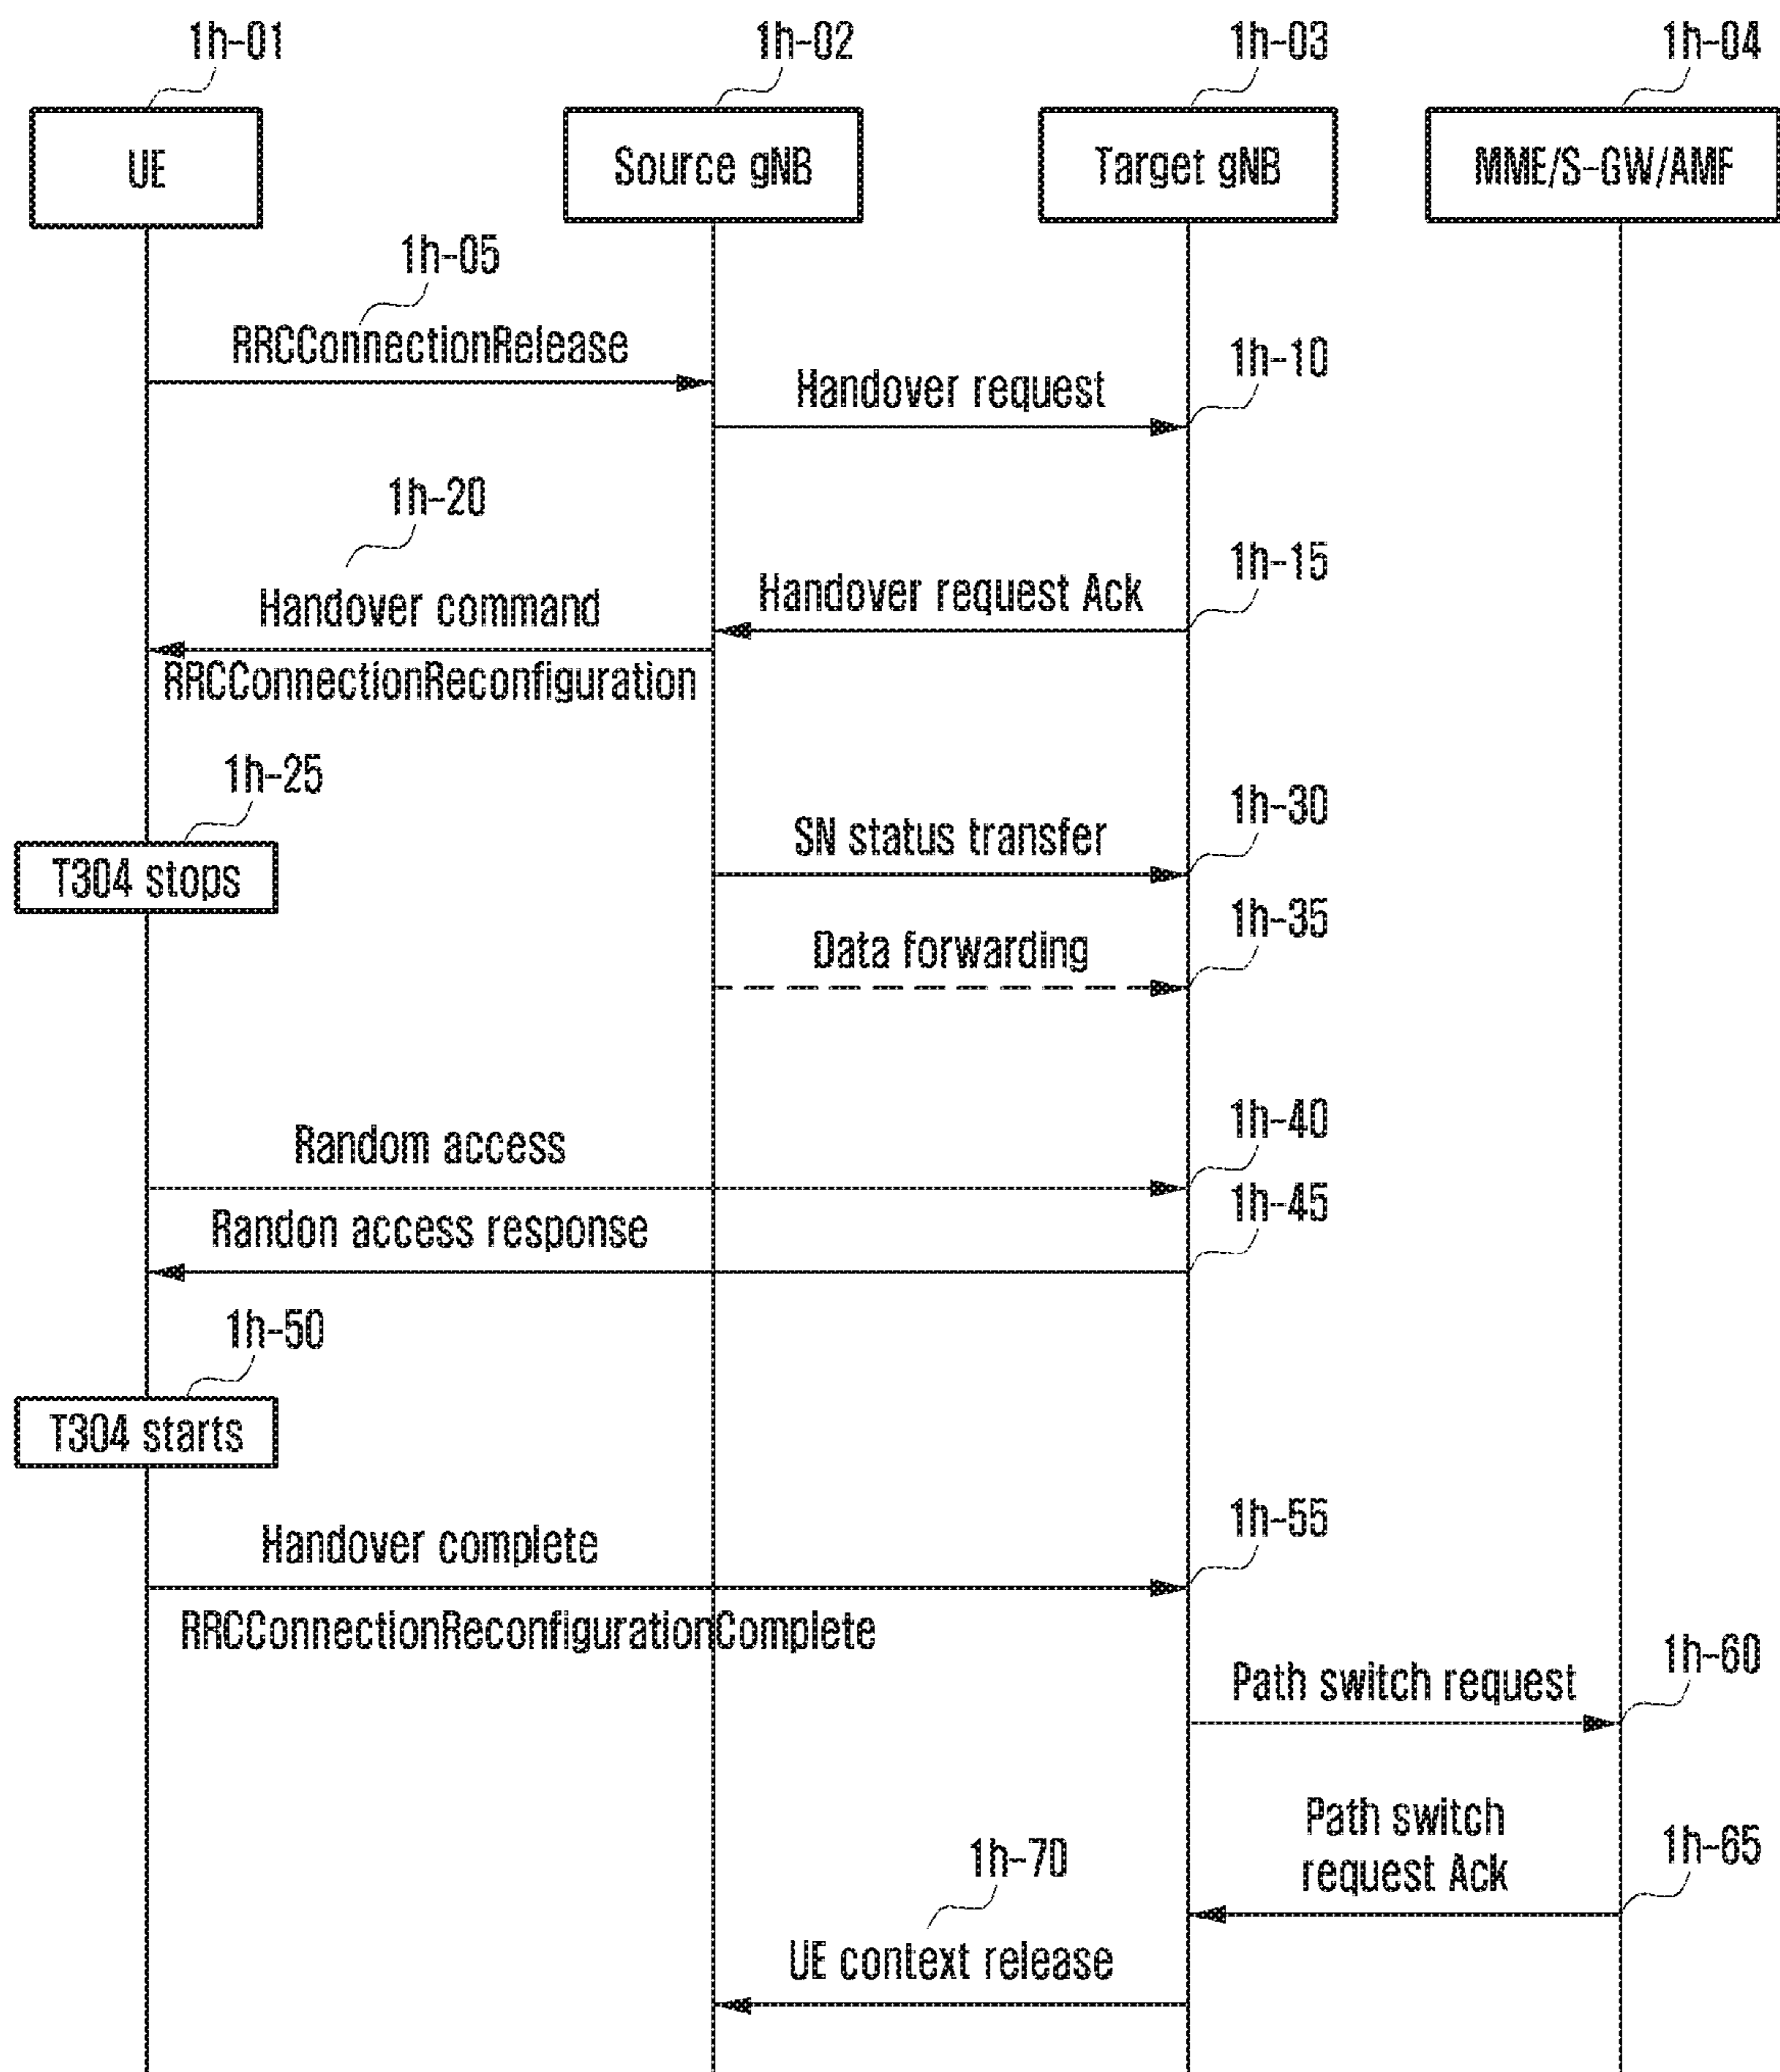 1h-01
1h-02
1h-03
1h-04
UE
Source gNB
Target gNB
MME/S-GW/AMF
1h-05
RRCConnectionRelease
1h-10
Handover request
1h-20
1h-15
Handover command
Handover request Ack
RRCConnectionReconfiguration
1h-25
T304 stops
1h-30
SN status transfer
1h-35
Data forwarding
1h-40
Random access
1h-45
Randon access response
1h-50
T304 starts
1h-55
Handover complete
RRCConnectionReconfigurationComplete
1h-60
Path switch request
Path switch
request Ack
1h-65
1h-70
UE context release